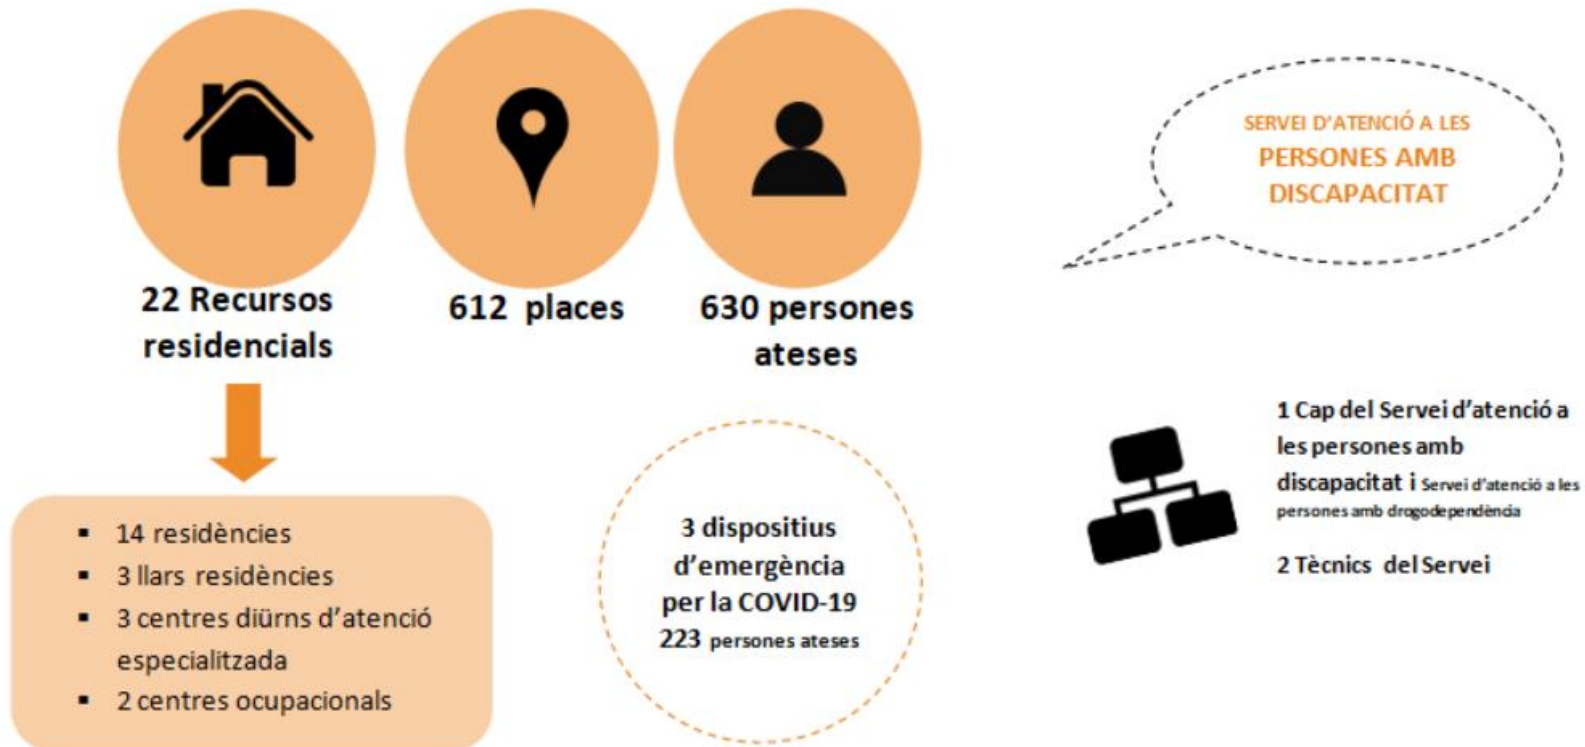 22 Recursos
residencials
612 places
630 persones
ateses
SERVEI D'ATENCIÓ A LES
PERSONES AMB
DISCAPACITAT
▪ 14 residències
▪ 3 llars residències
▪ 3 centres diürns d'atenció
especialitzada
▪ 2 centres ocupacionals
3 dispositius
d'emergència
per la COVID-19
223 persones ateses
1 Cap del Servei d'atenció a
les persones amb
discapacitat i Servei d'atenció a les
persones amb drogodependència
2 Tècnics del Servei